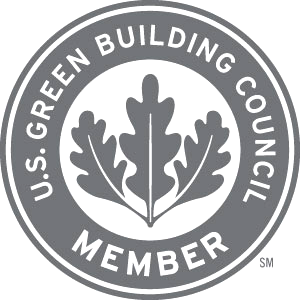 U.S. GREEN BUILDING COUNCIL
MEMBER
SM